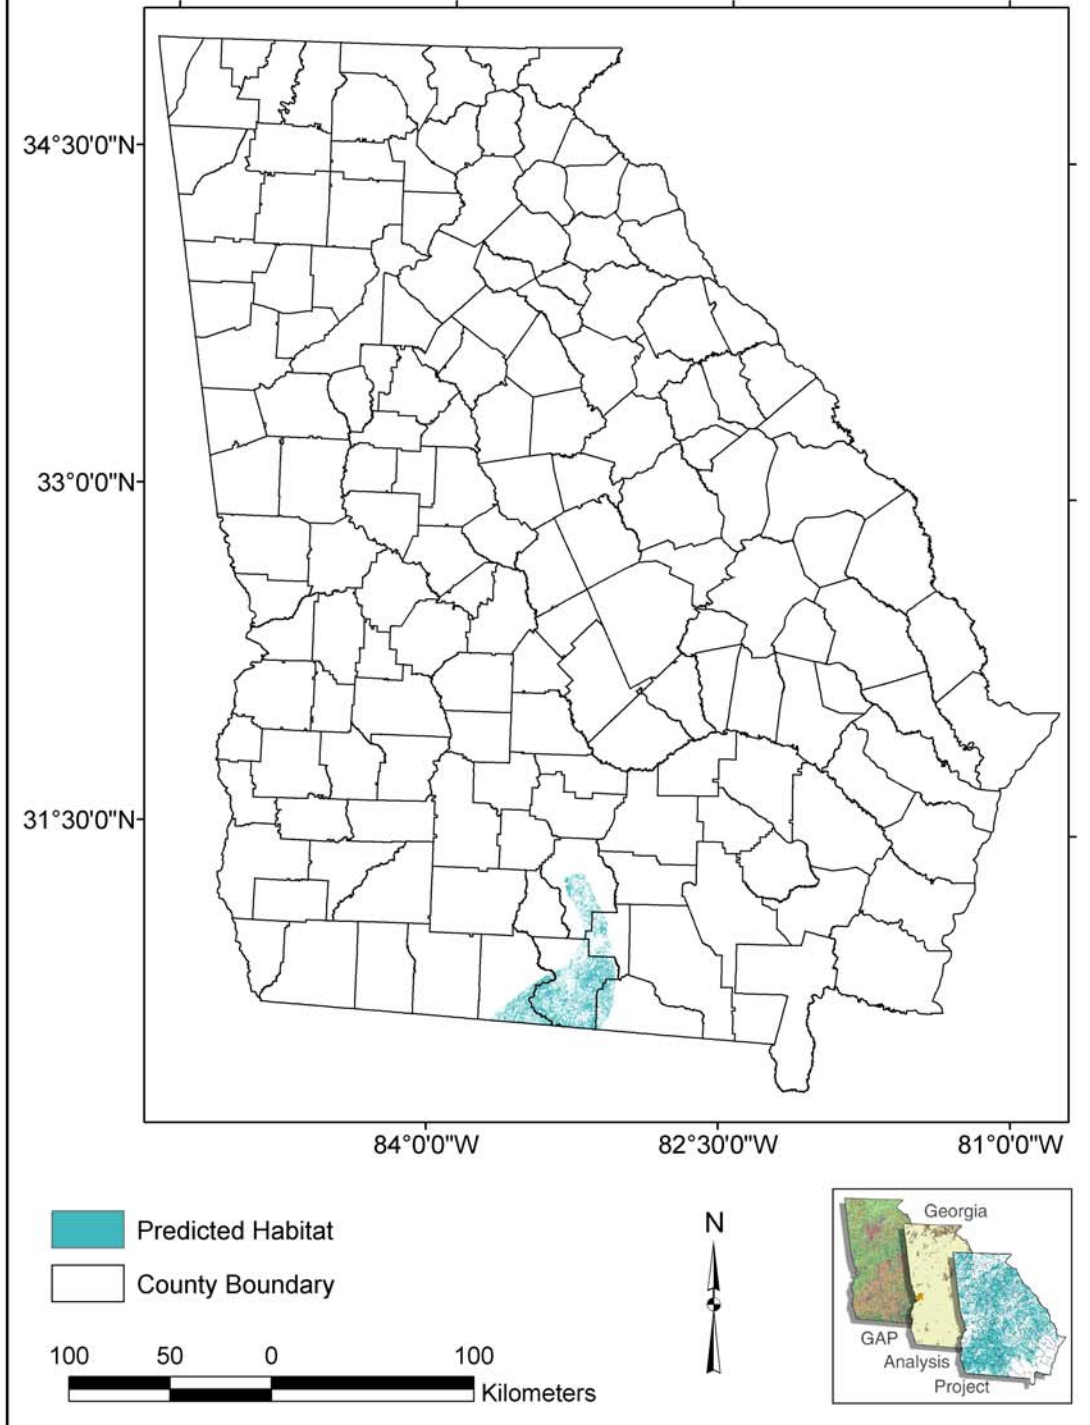 34°30'0"N
33°0'0"N
31°30'0"N
84°0'0"W 82°30'0"W 81°0'0"W
Predicted Habitat
County Boundary
100 50 0 100
Kilometers
N
Georgia
GAP
Analysis
Project